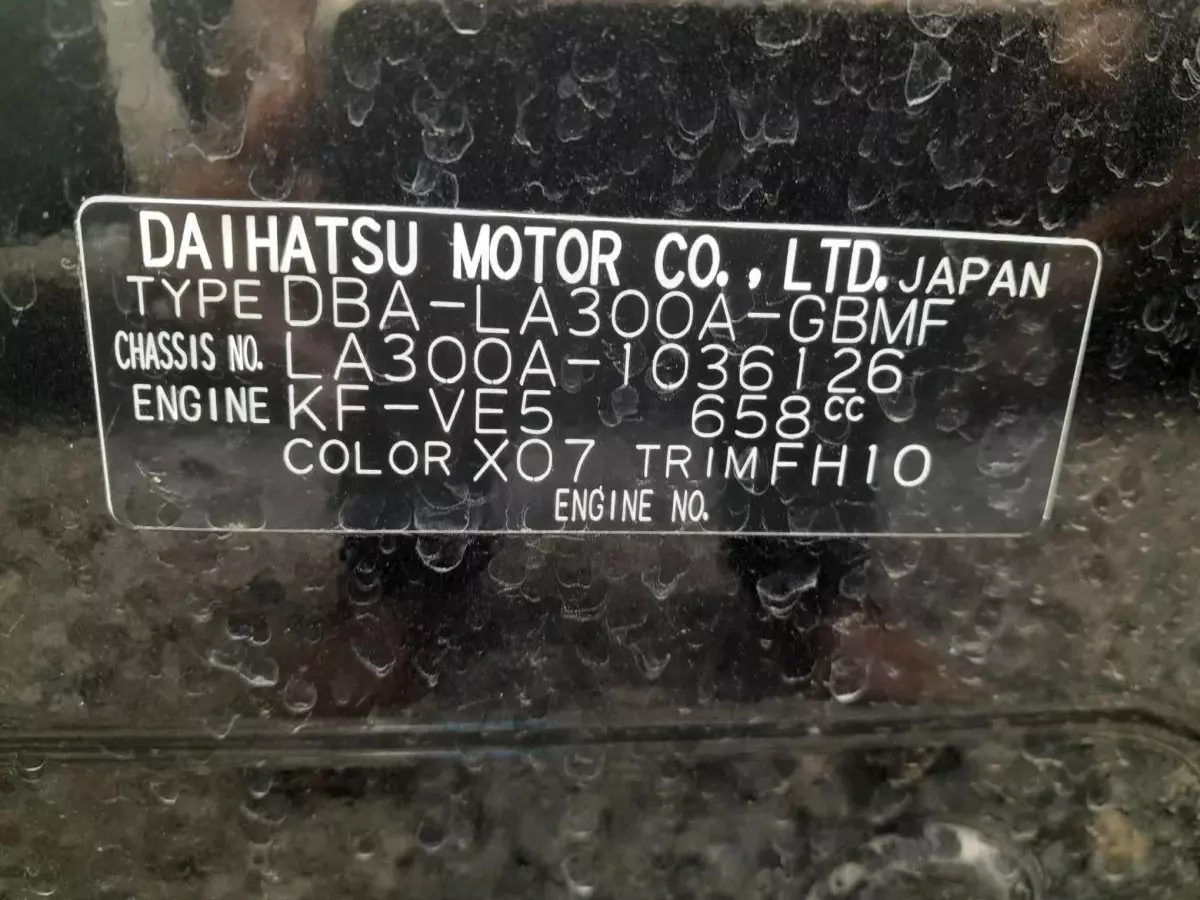 DAIHATSU MOTOR CO., LTD. JAPAN
TYPE DBA-LA300A-GBMF
CHASSIS NO. LA300A-1036126
ENGINE KF-VE5 658cc
COLOR X07 TRIM FH10
ENGINE NO.